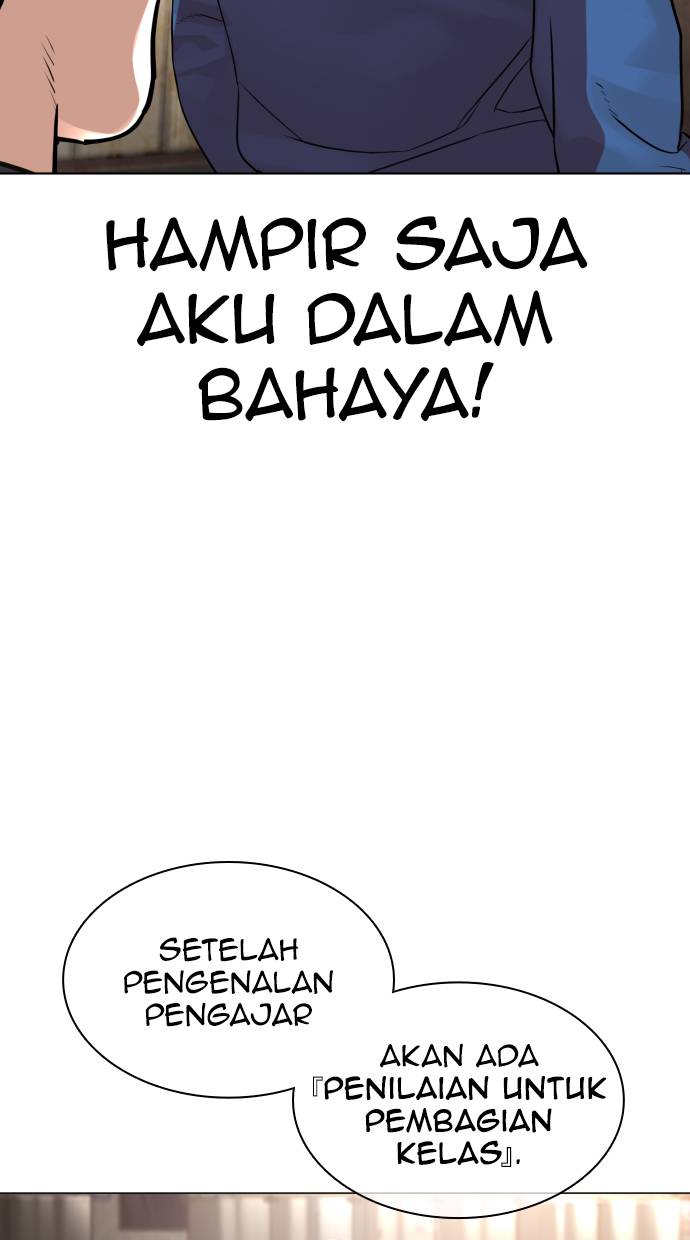 HAMPIR SAJA
AKU DALAM
BAHAYA!
SETELAH
PENGENALAN
PENGAJAR
AKAN ADA
『PENILAIAN UNTUK
PEMBAGIAN
KELAS』.